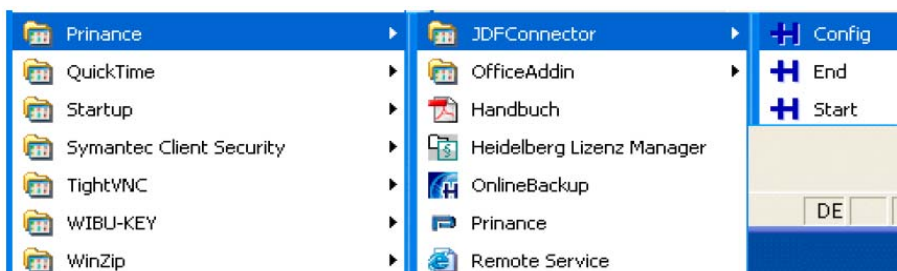 Prinance
QuickTime
Startup
Symantec Client Security
TightVNC
WIBU-KEY
WinZip
JDFConnector
OfficeAddin
Handbuch
Heidelberg Lizenz Manager
OnlineBackup
Prinance
Remote Service
Config
End
Start
DE